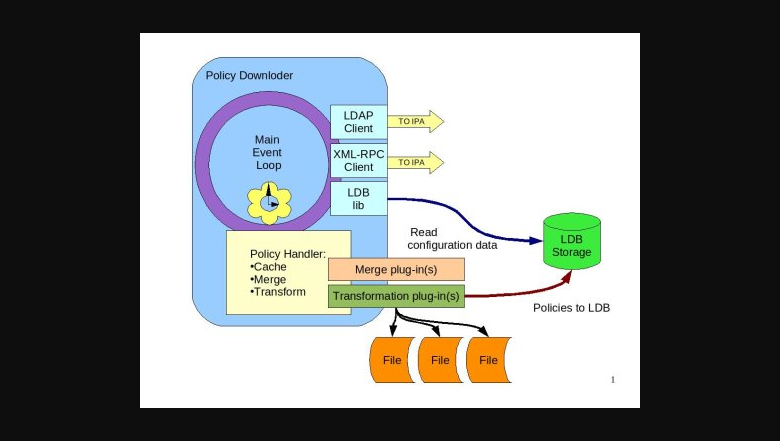 Policy Downloder
LDAP
Client
TO IPA
Main
Event
Loop
XML-RPC
Client
TO IPA
LDB
lib
Read
configuration data
LDB
Storage
Policy Handler:
•Cache
•Merge
•Transform
Merge plug-in(s)
Transformation plug-in(s)
Policies to LDB
File
File
File
1